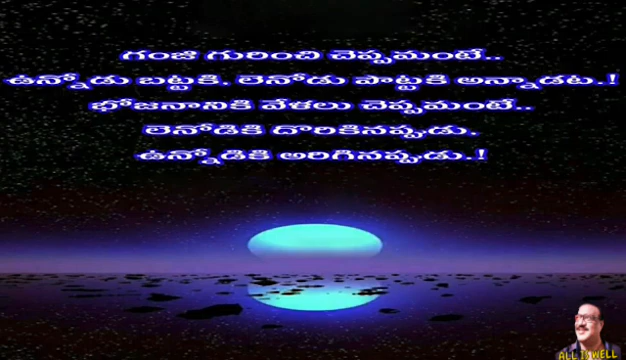 గంజి గురించి చెప్పమంటే..
ఉన్నోడు బట్టకి. లెనోడు పొట్టకి అన్నాడట.!
భోజనానికి వేళలు చెప్పమంటే..
లెనోడికి దొరికినప్పుడు.
ఉన్నోడికి అరిగినప్పుడు.!
ALL IS WELL